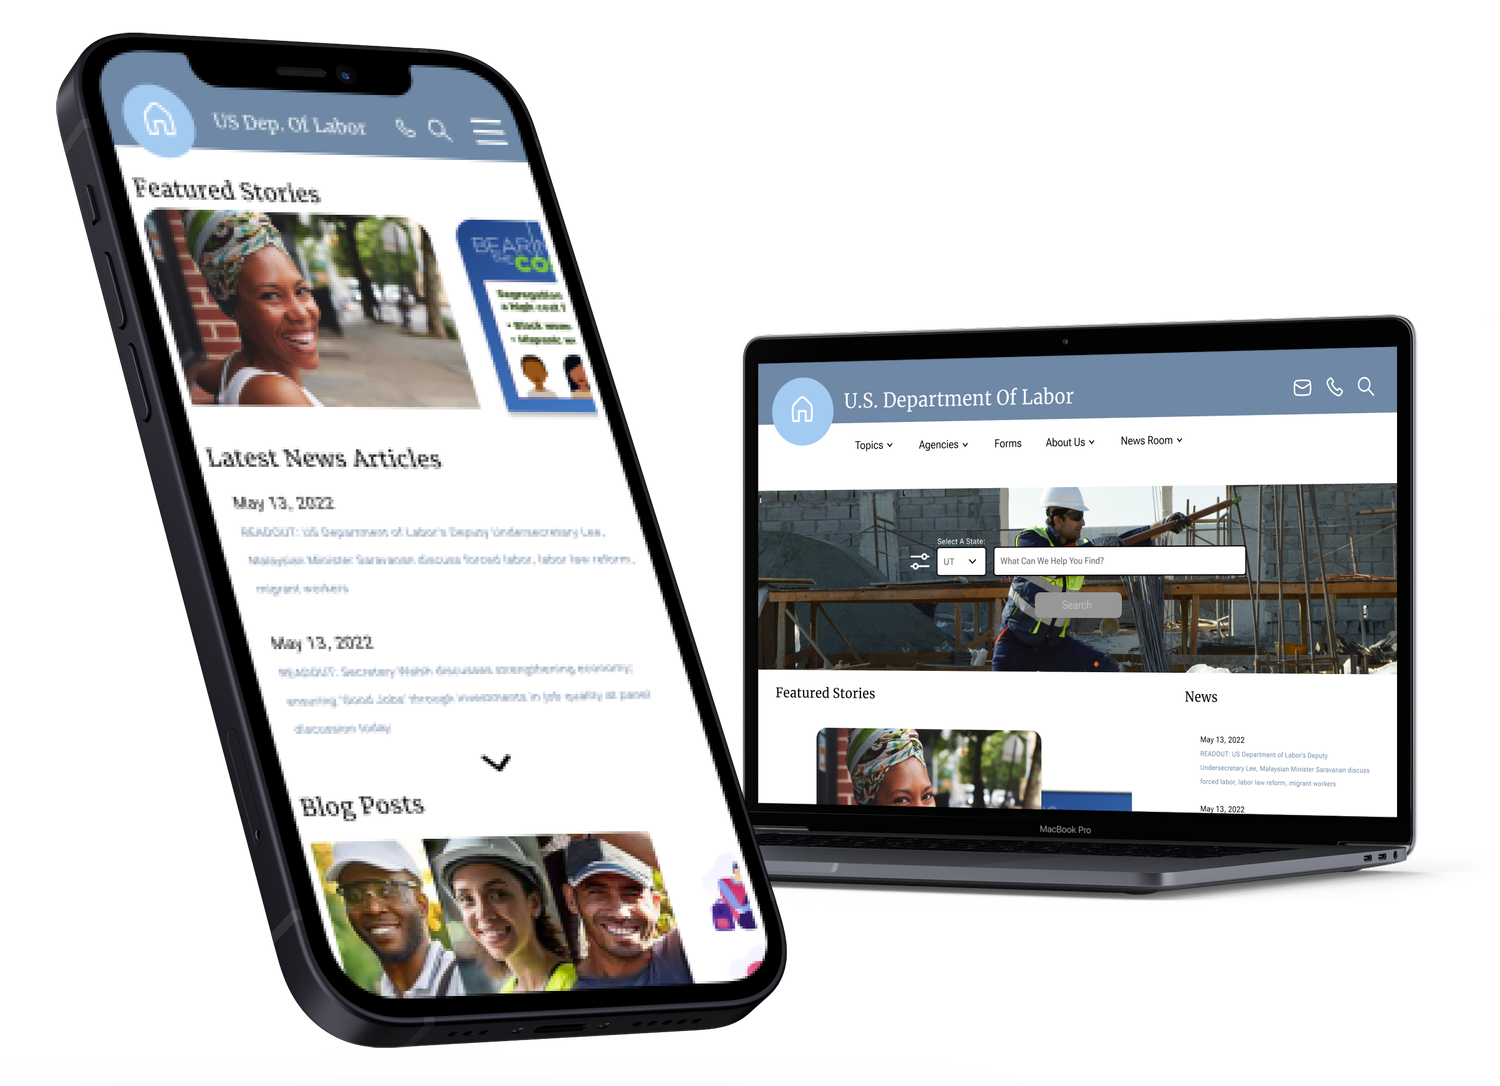 US Dep. Of Labor
Featured Stories
BEARIN
THE CO
Segregation
a high cost f
• Black women
• Hispanic w
Latest News Articles
May 13, 2022
READOUT: US Department of Labor's Deputy Undersecretary Lee,
Malaysian Minister Saravanan discuss forced labor, labor law reform,
migrant workers
May 13, 2022
READOUT: Secretary Walsh discusses strengthening economy,
ensuring 'Good Jobs' through investments in job quality at panel
discussion today
Blog Posts
U.S. Department Of Labor
Topics
Agencies
Forms
About Us
News Room
Select A State:
UT
What Can We Help You Find?
Search
Featured Stories
News
May 13, 2022
READOUT: US Department of Labor's Deputy
Undersecretary Lee, Malaysian Minister Saravanan discuss
forced labor, labor law reform, migrant workers
May 13, 2022
MacBook Pro